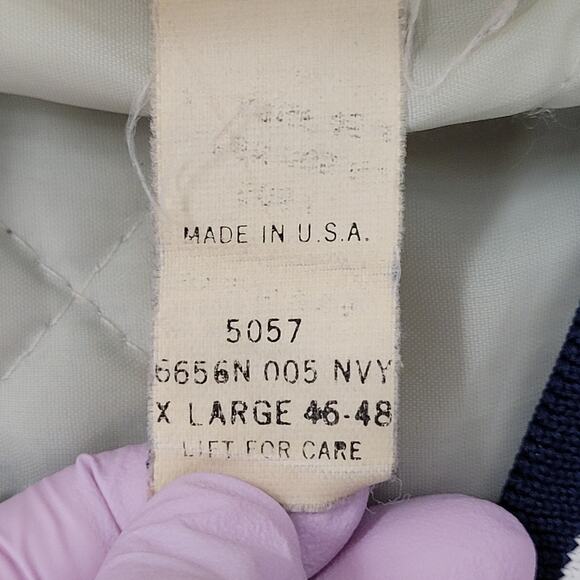 MADE IN U.S.A.
5057
6656N 005 NVY
X LARGE 46-48
LIFT FOR CARE